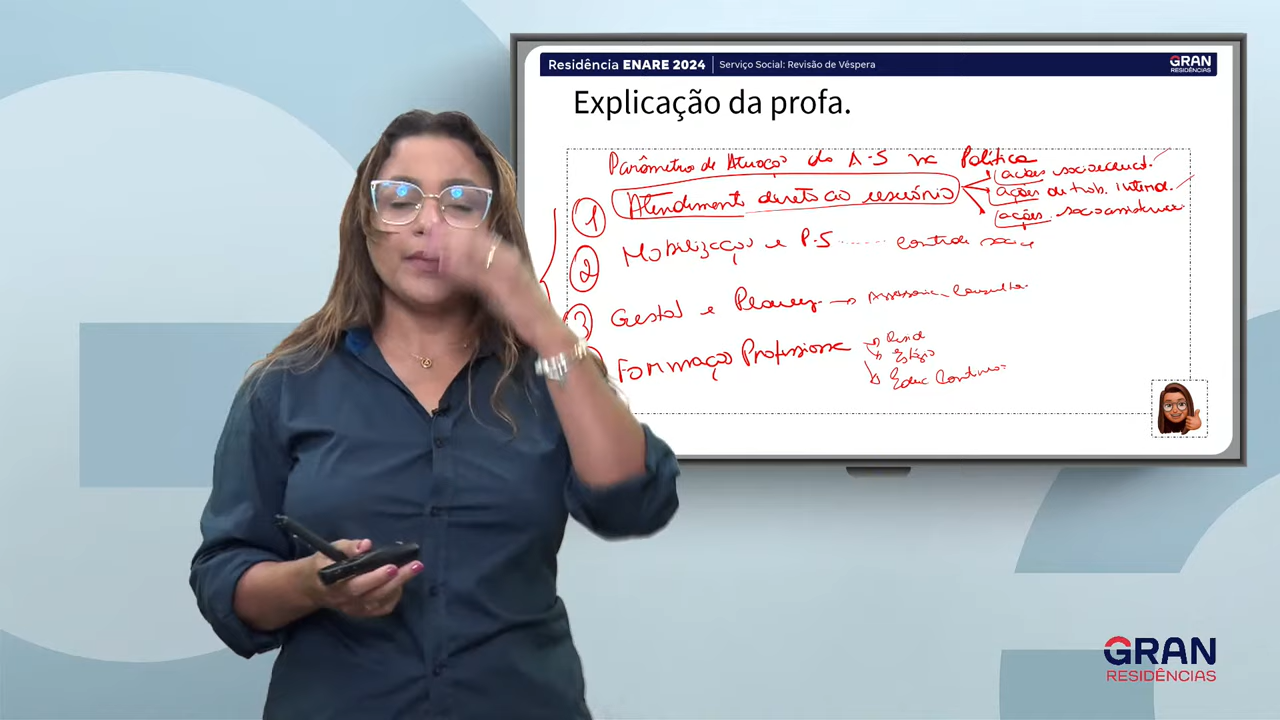 Residência ENARE 2024 | Serviço Social: Revisão de Véspera
GRAN
RESIDÊNCIAS
Explicação da profa.
Parâmetro de Atuação do A.S na Política
1 Atendimento direto ao usuário
ações socioeducat.
ações de trab. interd.
ações socioassistenc.
2 Mobilização e P.S ...... controle social
3 Gestão e Planej. Assessoria, Consulto
Formação Profissional
Resid
Estágio
Educ Continua
GRAN
RESIDÊNCIAS